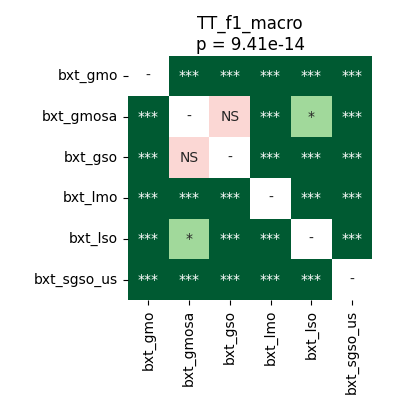 TT_f1_macro
p = 9.41e-14
bxt_gmo - *** *** *** *** ***
bxt_gmosa *** - NS *** * ***
bxt_gso *** NS - *** *** ***
bxt_lmo *** *** *** - *** ***
bxt_lso *** * *** *** - ***
bxt_sgso_us *** *** *** *** *** -
bxt_gmo bxt_gmosa bxt_gso bxt_lmo bxt_lso bxt_sgso_us